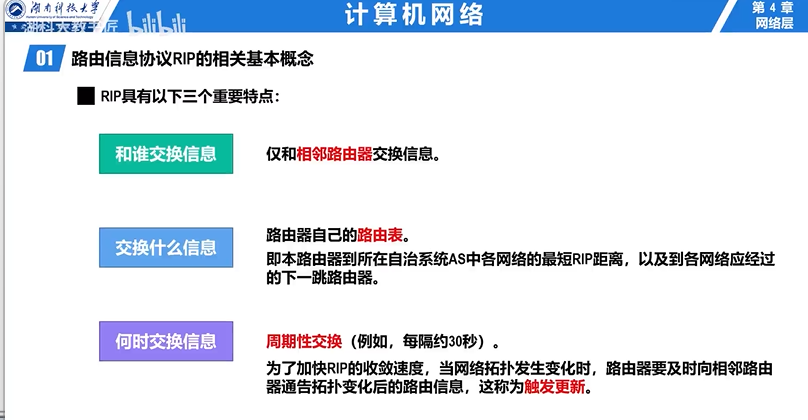 湖南科技大学
计算机网络
第 4 章
网络层
湖科大教书匠 bilibili
01 路由信息协议RIP的相关基本概念
RIP具有以下三个重要特点：
和谁交换信息
仅和相邻路由器交换信息。
交换什么信息
路由器自己的路由表。
即本路由器到所在自治系统AS中各网络的最短RIP距离，以及到各网络应经过
的下一跳路由器。
何时交换信息
周期性交换（例如，每隔约30秒）。
为了加快RIP的收敛速度，当网络拓扑发生变化时，路由器要及时向相邻路由
器通告拓扑变化后的路由信息，这称为触发更新。